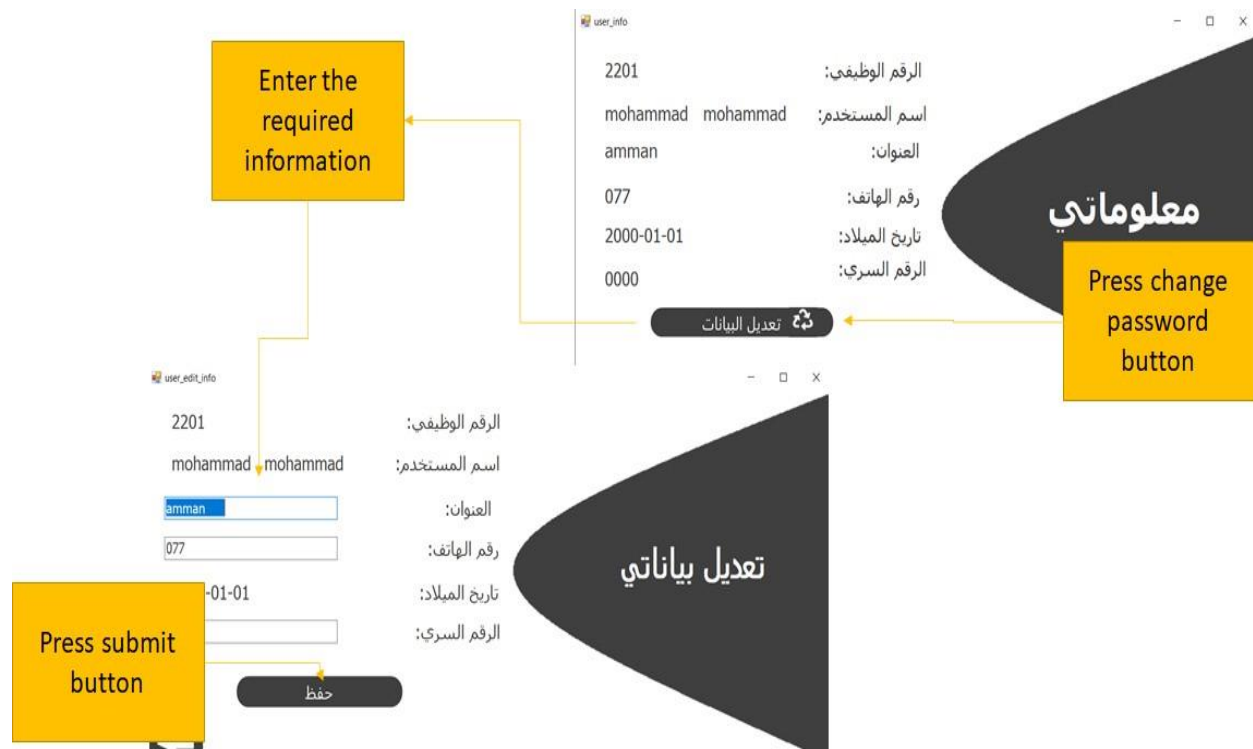 user_info
الرقم الوظيفي: 2201
اسم المستخدم: mohammad mohammad
العنوان: amman
رقم الهاتف: 077
تاريخ الميلاد: 2000-01-01
الرقم السري: 0000
تعديل البيانات
معلوماتي
Press change
password
button
Enter the
required
information
user_edit_info
الرقم الوظيفي: 2201
اسم المستخدم: mohammad mohammad
العنوان: amman
رقم الهاتف: 077
تاريخ الميلاد: -01-01
الرقم السري:
حفظ
تعديل بياناتي
Press submit
button